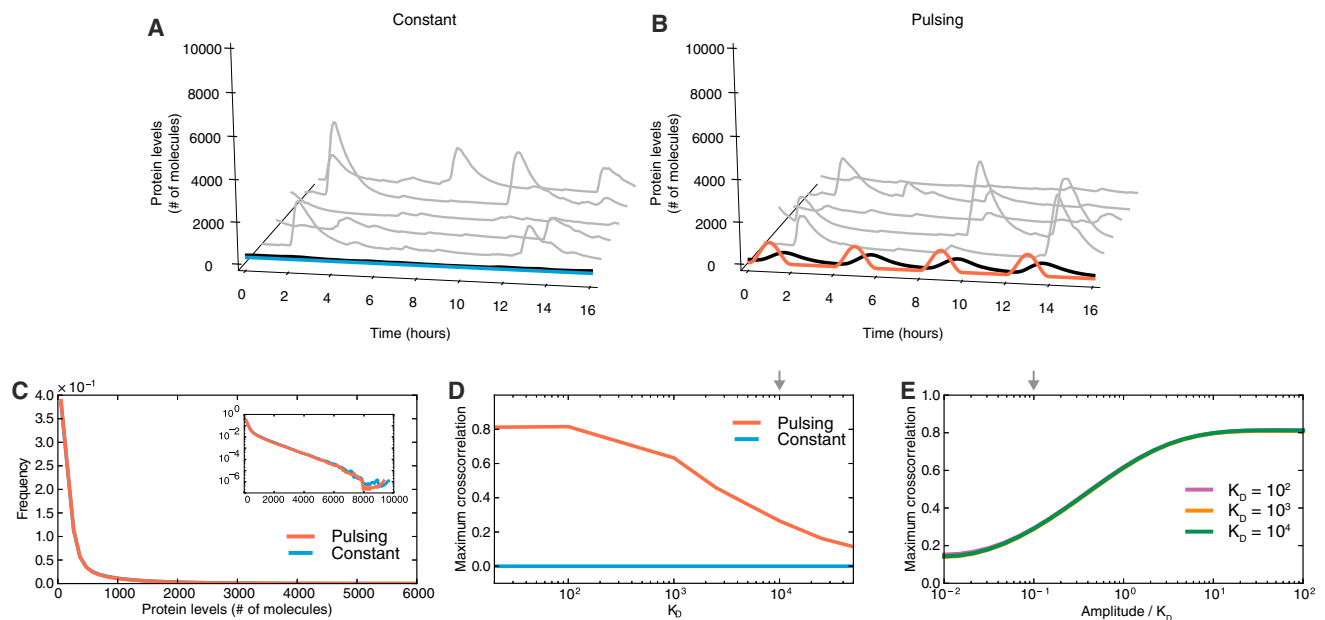 A
Constant
10000
8000
6000
4000
2000
0
Protein levels
(# of molecules)
0 2 4 6 8 10 12 14 16
Time (hours)
B
Pulsing
10000
8000
6000
4000
2000
0
Protein levels
(# of molecules)
0 2 4 6 8 10 12 14 16
Time (hours)
C
4.0 × 10⁻¹
3.5
3.0
2.5
2.0
1.5
1.0
0.5
0.0
Frequency
0 1000 2000 3000 4000 5000 6000
Protein levels (# of molecules)
10⁰
10⁻²
10⁻⁴
10⁻⁶
0 2000 4000 6000 8000 10000
Pulsing
Constant
D
Maximum crosscorrelation
0.8
0.6
0.4
0.2
0.0
10² 10³ 10⁴
K_D
Pulsing
Constant
E
Maximum crosscorrelation
1.0
0.8
0.6
0.4
0.2
0.0
10⁻² 10⁻¹ 10⁰ 10¹ 10²
Amplitude / K_D
K_D = 10²
K_D = 10³
K_D = 10⁴